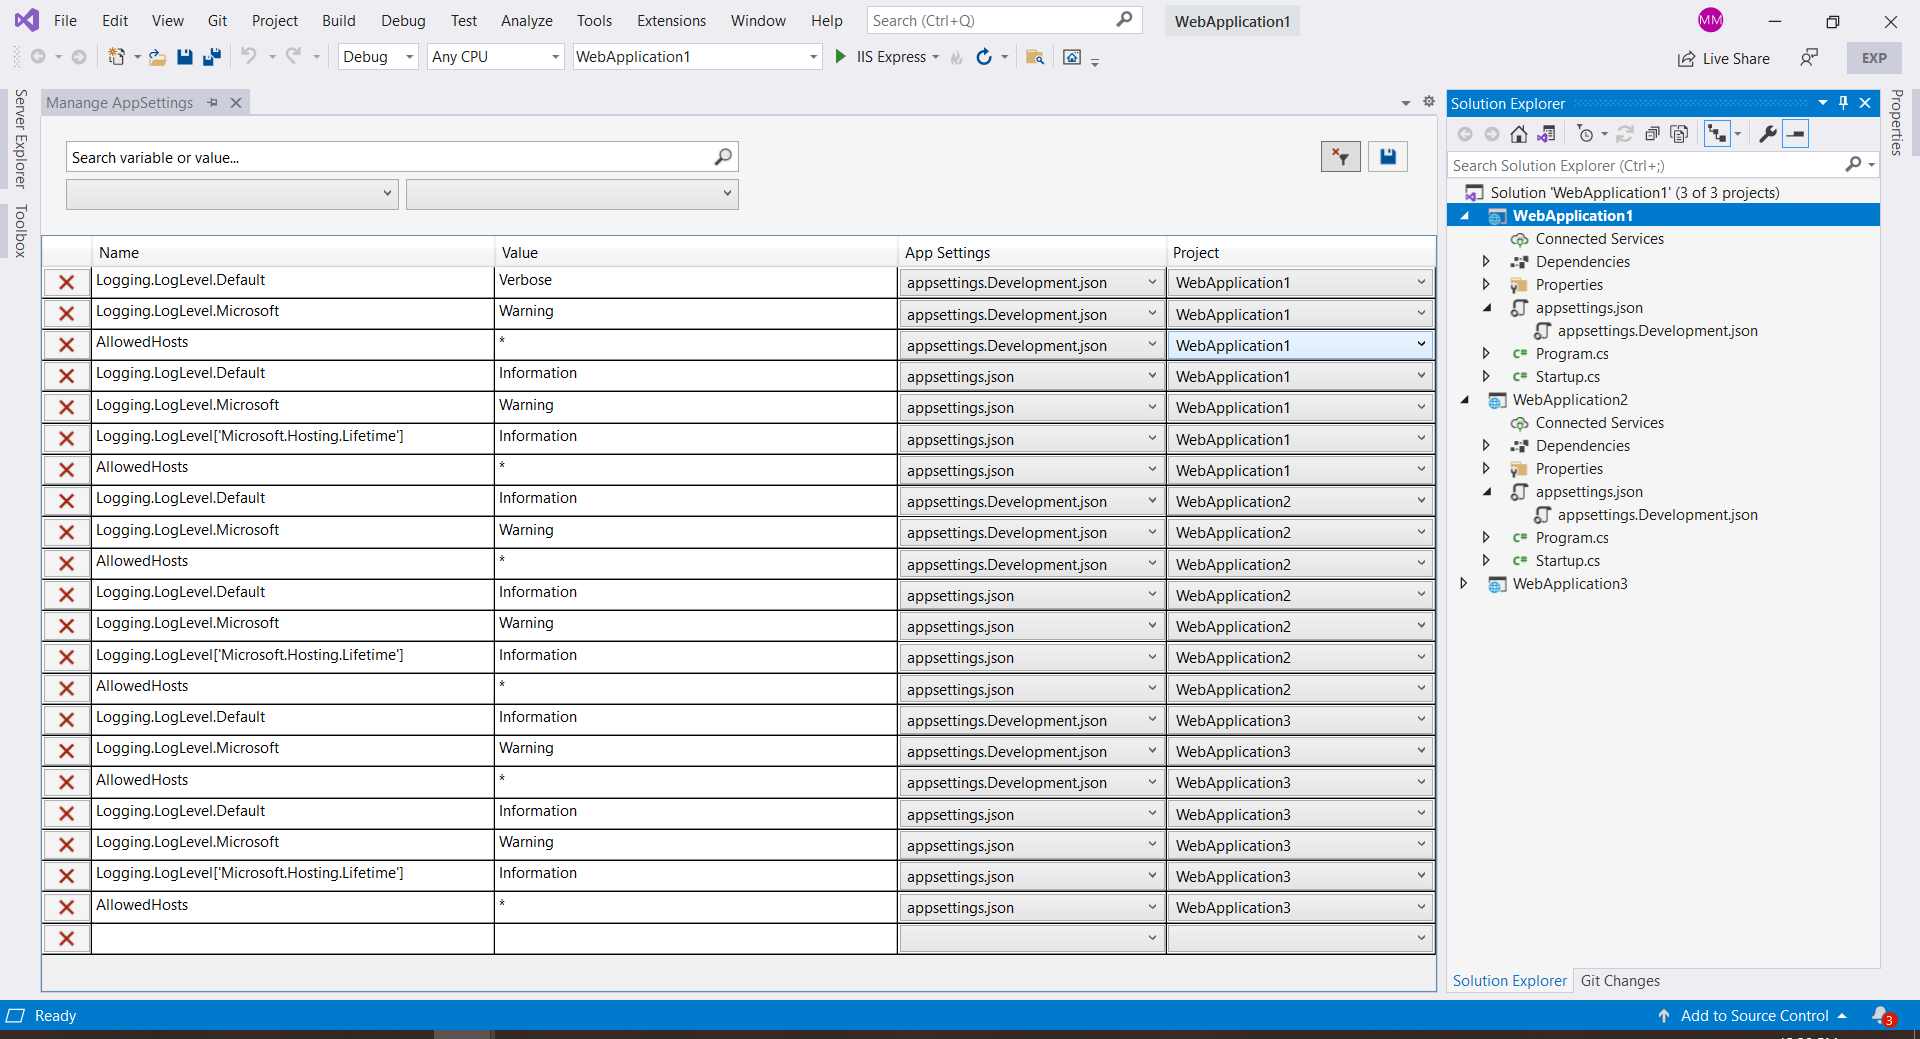 File Edit View Git Project Build Debug Test Analyze Tools Extensions Window Help Search (Ctrl+Q) WebApplication1 MM
Debug Any CPU WebApplication1 IIS Express Live Share EXP
Server Explorer
Toolbox
Manange AppSettings
Search variable or value...
Name Value App Settings Project
Logging.LogLevel.Default Verbose appsettings.Development.json WebApplication1
Logging.LogLevel.Microsoft Warning appsettings.Development.json WebApplication1
AllowedHosts * appsettings.Development.json WebApplication1
Logging.LogLevel.Default Information appsettings.json WebApplication1
Logging.LogLevel.Microsoft Warning appsettings.json WebApplication1
Logging.LogLevel['Microsoft.Hosting.Lifetime'] Information appsettings.json WebApplication1
AllowedHosts * appsettings.json WebApplication1
Logging.LogLevel.Default Information appsettings.Development.json WebApplication2
Logging.LogLevel.Microsoft Warning appsettings.Development.json WebApplication2
AllowedHosts * appsettings.Development.json WebApplication2
Logging.LogLevel.Default Information appsettings.json WebApplication2
Logging.LogLevel.Microsoft Warning appsettings.json WebApplication2
Logging.LogLevel['Microsoft.Hosting.Lifetime'] Information appsettings.json WebApplication2
AllowedHosts * appsettings.json WebApplication2
Logging.LogLevel.Default Information appsettings.Development.json WebApplication3
Logging.LogLevel.Microsoft Warning appsettings.Development.json WebApplication3
AllowedHosts * appsettings.Development.json WebApplication3
Logging.LogLevel.Default Information appsettings.json WebApplication3
Logging.LogLevel.Microsoft Warning appsettings.json WebApplication3
Logging.LogLevel['Microsoft.Hosting.Lifetime'] Information appsettings.json WebApplication3
AllowedHosts * appsettings.json WebApplication3
Solution Explorer
Search Solution Explorer (Ctrl+;)
Solution 'WebApplication1' (3 of 3 projects)
WebApplication1
Connected Services
Dependencies
Properties
appsettings.json
appsettings.Development.json
C# Program.cs
C# Startup.cs
WebApplication2
Connected Services
Dependencies
Properties
appsettings.json
appsettings.Development.json
C# Program.cs
C# Startup.cs
WebApplication3
Solution Explorer Git Changes
Properties
Ready Add to Source Control 3